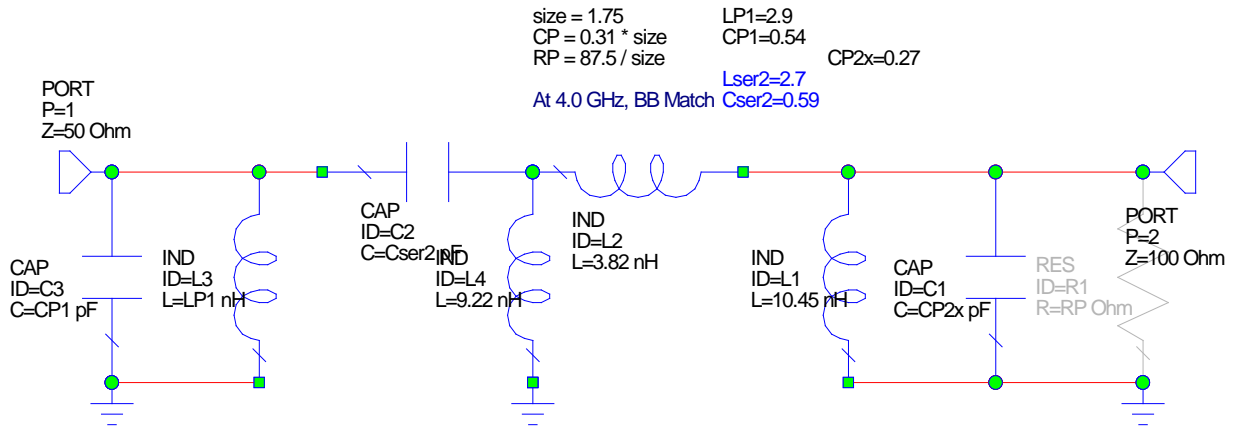 size = 1.75
CP = 0.31 * size
RP = 87.5 / size
At 4.0 GHz, BB Match
LP1=2.9
CP1=0.54
CP2x=0.27
Lser2=2.7
Cser2=0.59
PORT
P=1
Z=50 Ohm
CAP
ID=C3
C=CP1 pF
IND
ID=L3
L=LP1 nH
CAP
ID=C2
C=Cser2 pF
IND
ID=L4
L=9.22 nH
IND
ID=L2
L=3.82 nH
IND
ID=L1
L=10.45 nH
CAP
ID=C1
C=CP2x pF
RES
ID=R1
R=RP Ohm
PORT
P=2
Z=100 Ohm